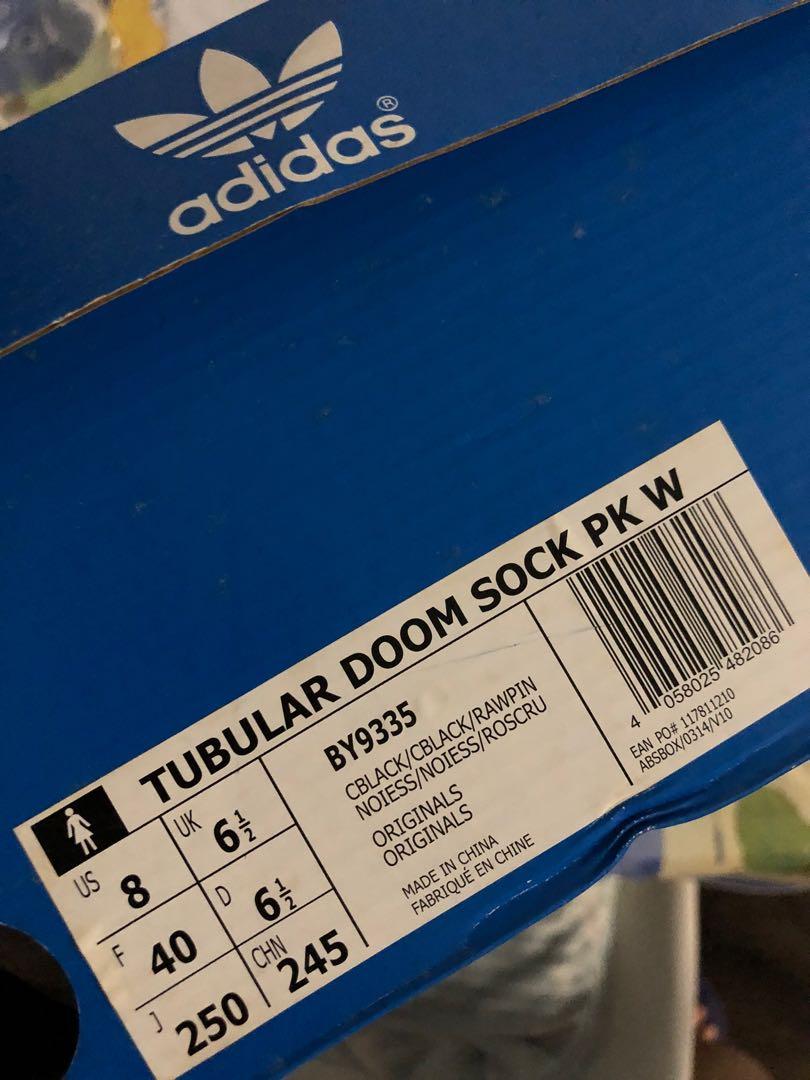 adidas®
TUBULAR DOOM SOCK PK W
US 8
UK 6½
F 40
D 6½
J 250
CHN 245
BY9335
CBLACK/CBLACK/RAWPIN
NOIESS/NOIESS/ROSCRU
ORIGINALS
ORIGINALS
MADE IN CHINA
FABRIQUÉ EN CHINE
4 058025 482086
EAN PO# 117811210
ABSBOX/0314/V10